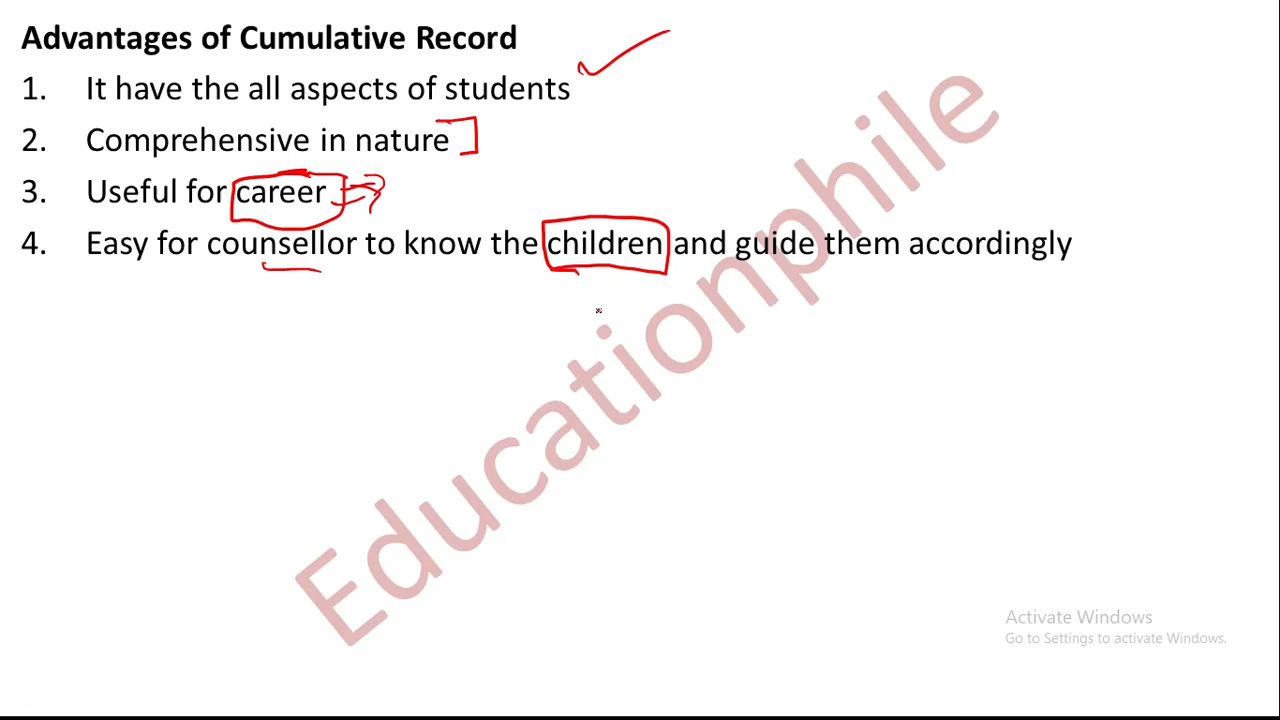 Advantages of Cumulative Record
1. It have the all aspects of students
2. Comprehensive in nature
3. Useful for career
4. Easy for counsellor to know the children and guide them accordingly
Educationphile
Activate Windows
Go to Settings to activate Windows.